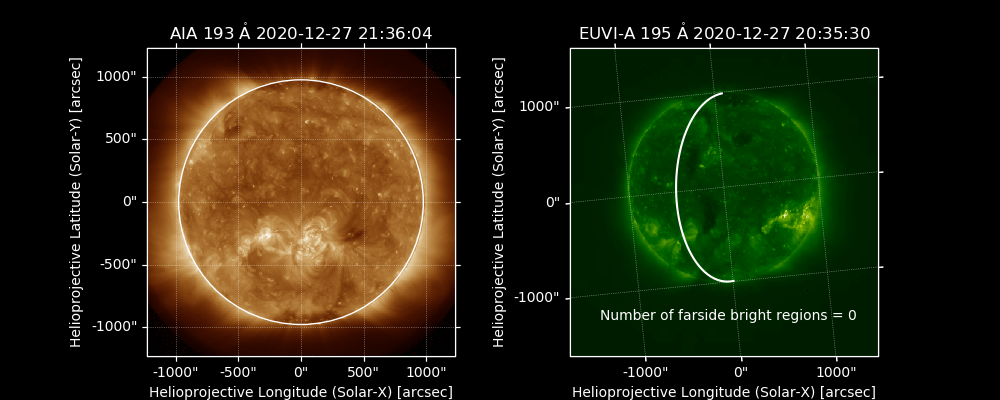 AIA 193 Å 2020-12-27 21:36:04
Helioprojective Latitude (Solar-Y) [arcsec]
1000"
500"
0"
-500"
-1000"
-1000"
-500"
0"
500"
1000"
Helioprojective Longitude (Solar-X) [arcsec]
EUVI-A 195 Å 2020-12-27 20:35:30
Helioprojective Latitude (Solar-Y) [arcsec]
1000"
0"
-1000"
Number of farside bright regions = 0
-1000"
0"
1000"
Helioprojective Longitude (Solar-X) [arcsec]